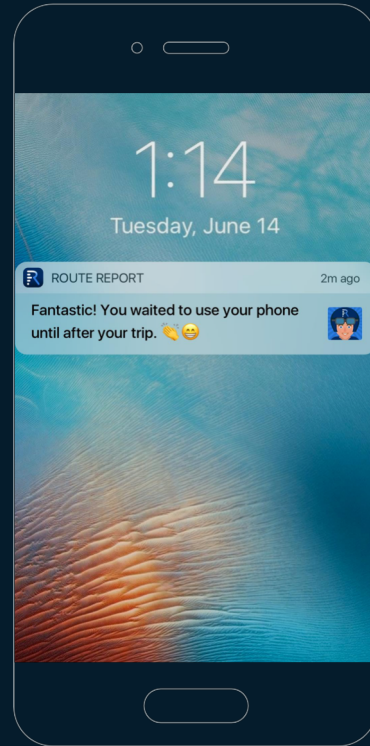 1:14
Tuesday, June 14
R ROUTE REPORT 2m ago
Fantastic! You waited to use your phone
until after your trip. 👏😁
R